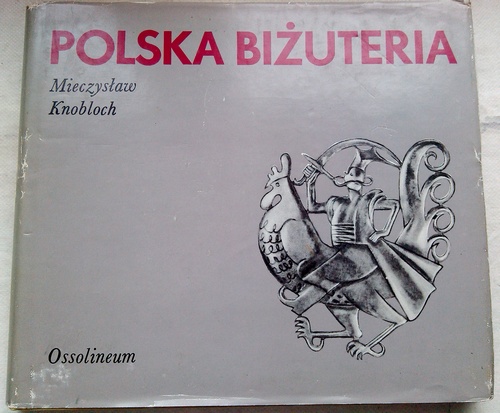 POLSKA BIŻUTERIA
Mieczysław
Knobloch
Ossolineum